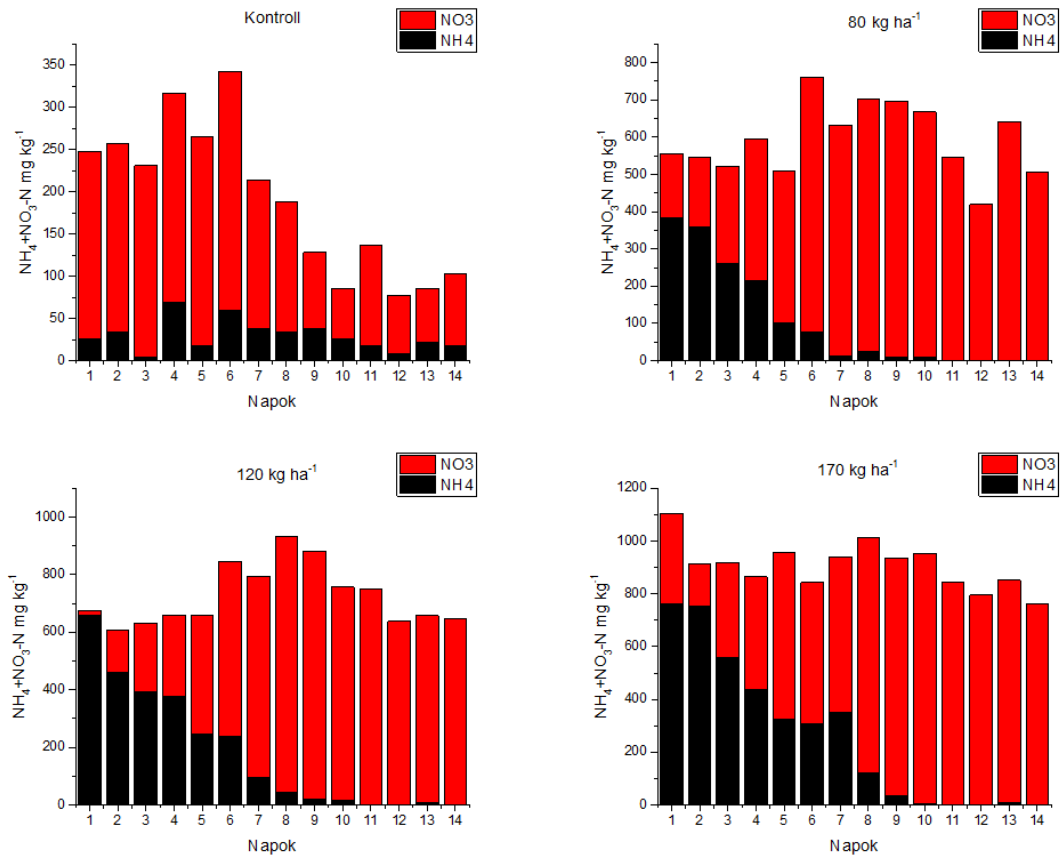 Kontroll
NO3
NH4
NH₄+NO₃-N mg kg⁻¹
350
300
250
200
150
100
50
0
1 2 3 4 5 6 7 8 9 10 11 12 13 14
Napok
80 kg ha⁻¹
NO3
NH4
NH₄+NO₃-N mg kg⁻¹
800
700
600
500
400
300
200
100
0
1 2 3 4 5 6 7 8 9 10 11 12 13 14
Napok
120 kg ha⁻¹
NO3
NH4
NH₄+NO₃-N mg kg⁻¹
1000
800
600
400
200
0
1 2 3 4 5 6 7 8 9 10 11 12 13 14
Napok
170 kg ha⁻¹
NO3
NH4
NH₄+NO₃-N mg kg⁻¹
1200
1000
800
600
400
200
0
1 2 3 4 5 6 7 8 9 10 11 12 13 14
Napok